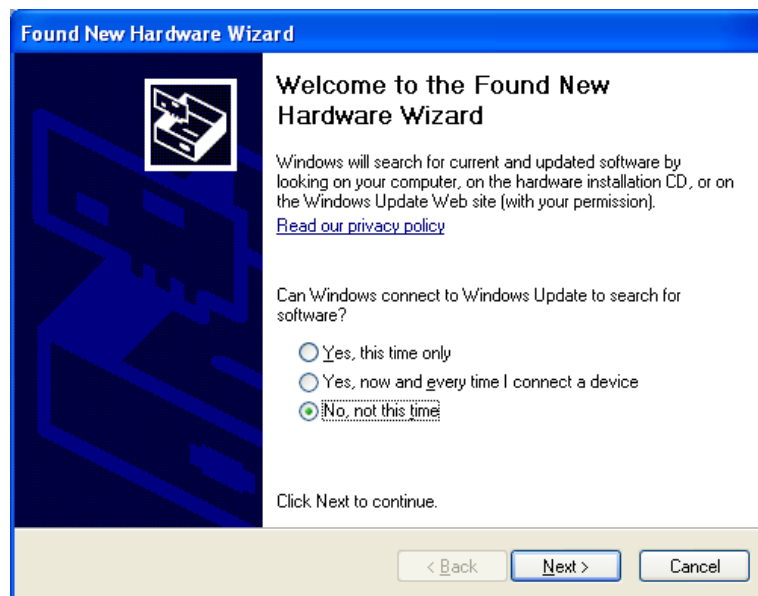 Found New Hardware Wizard
Welcome to the Found New
Hardware Wizard
Windows will search for current and updated software by
looking on your computer, on the hardware installation CD, or on
the Windows Update Web site (with your permission).
Read our privacy policy
Can Windows connect to Windows Update to search for
software?
Yes, this time only
Yes, now and every time I connect a device
No, not this time
Click Next to continue.
< Back
Next >
Cancel